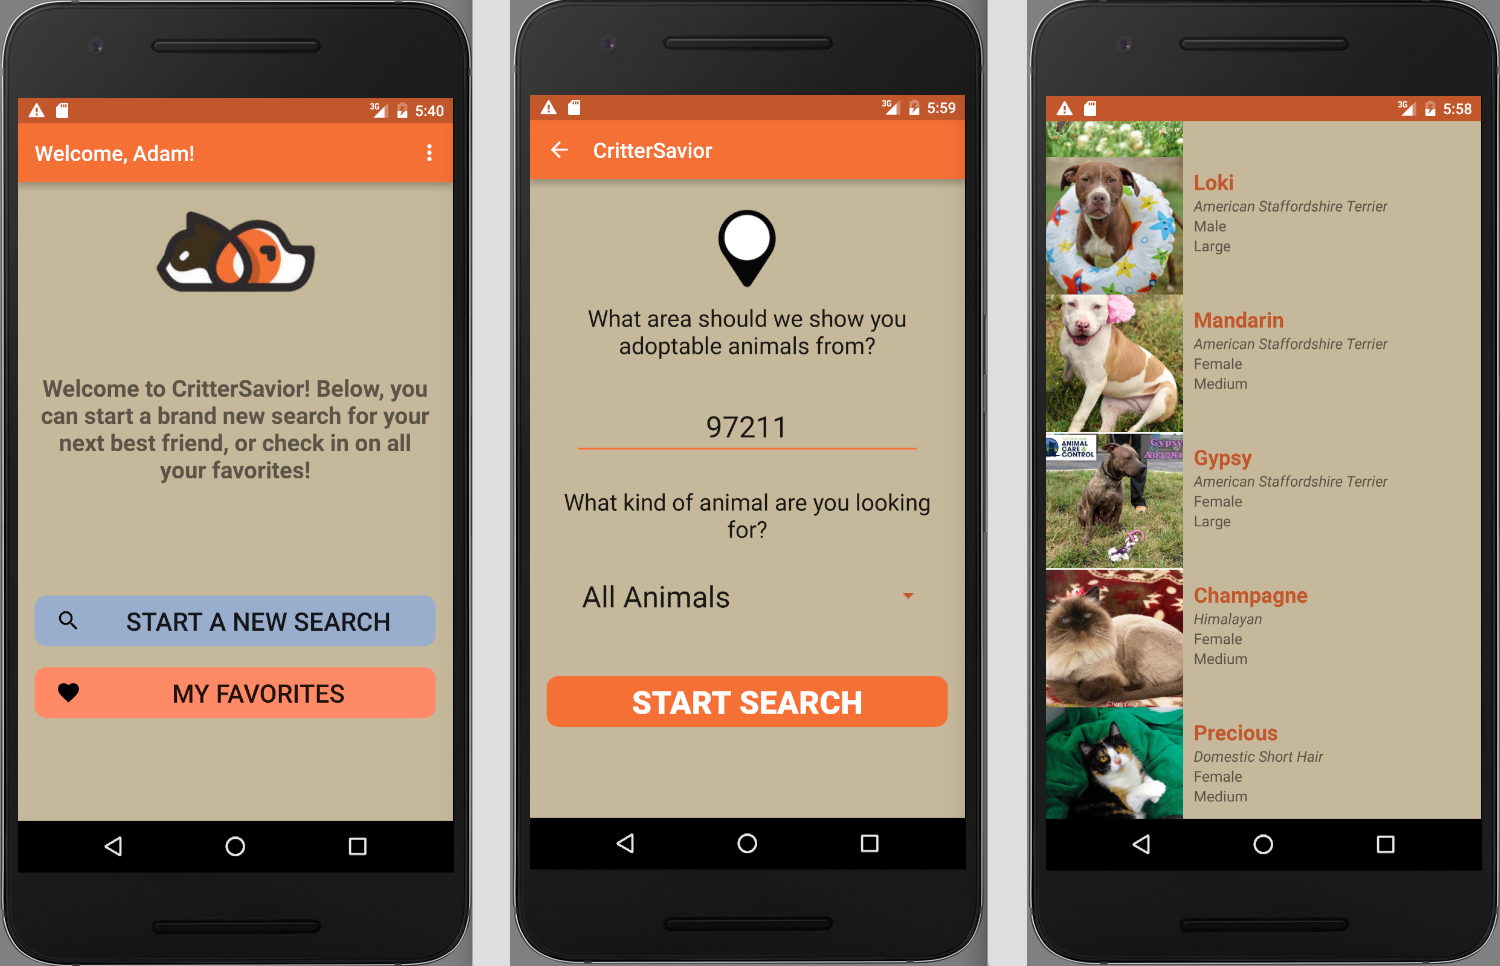 3G
5:40
Welcome, Adam!
Welcome to CritterSavior! Below, you
can start a brand new search for your
next best friend, or check in on all
your favorites!
START A NEW SEARCH
MY FAVORITES
3G
5:59
CritterSavior
What area should we show you
adoptable animals from?
97211
What kind of animal are you looking
for?
All Animals
START SEARCH
3G
5:58
Loki
American Staffordshire Terrier
Male
Large
Mandarin
American Staffordshire Terrier
Female
Medium
ANIMAL
CARE &
CONTROL
Gypsy
Gypsy
American Staffordshire Terrier
Female
Large
Champagne
Himalayan
Female
Medium
Precious
Domestic Short Hair
Female
Medium